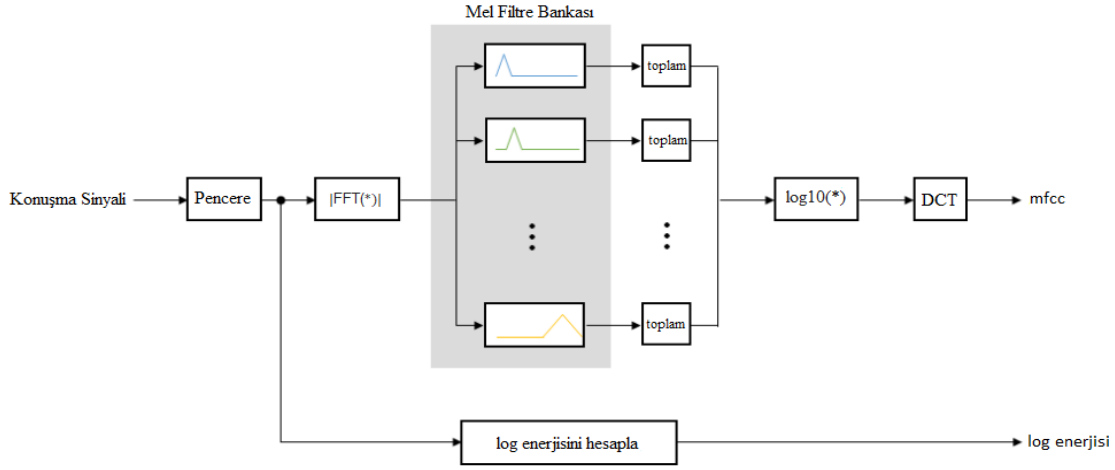 Mel Filtre Bankası
toplam
toplam
Konuşma Sinyali
Pencere
|FFT(*)|
log10(*)
DCT
mfcc
toplam
log enerjisini hesapla
log enerjisi